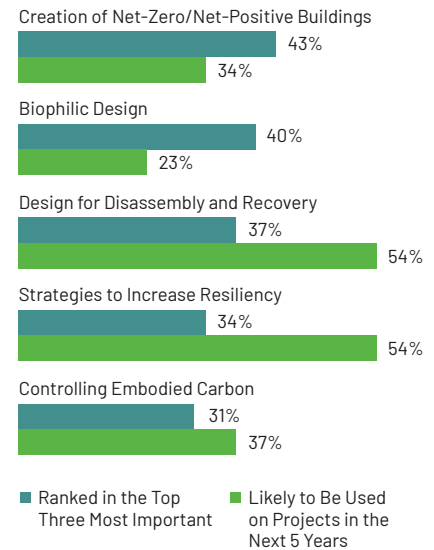 Creation of Net-Zero/Net-Positive Buildings
43%
34%
Biophilic Design
40%
23%
Design for Disassembly and Recovery
37%
54%
Strategies to Increase Resiliency
34%
54%
Controlling Embodied Carbon
31%
37%
Ranked in the Top
Three Most Important
Likely to Be Used
on Projects in the
Next 5 Years